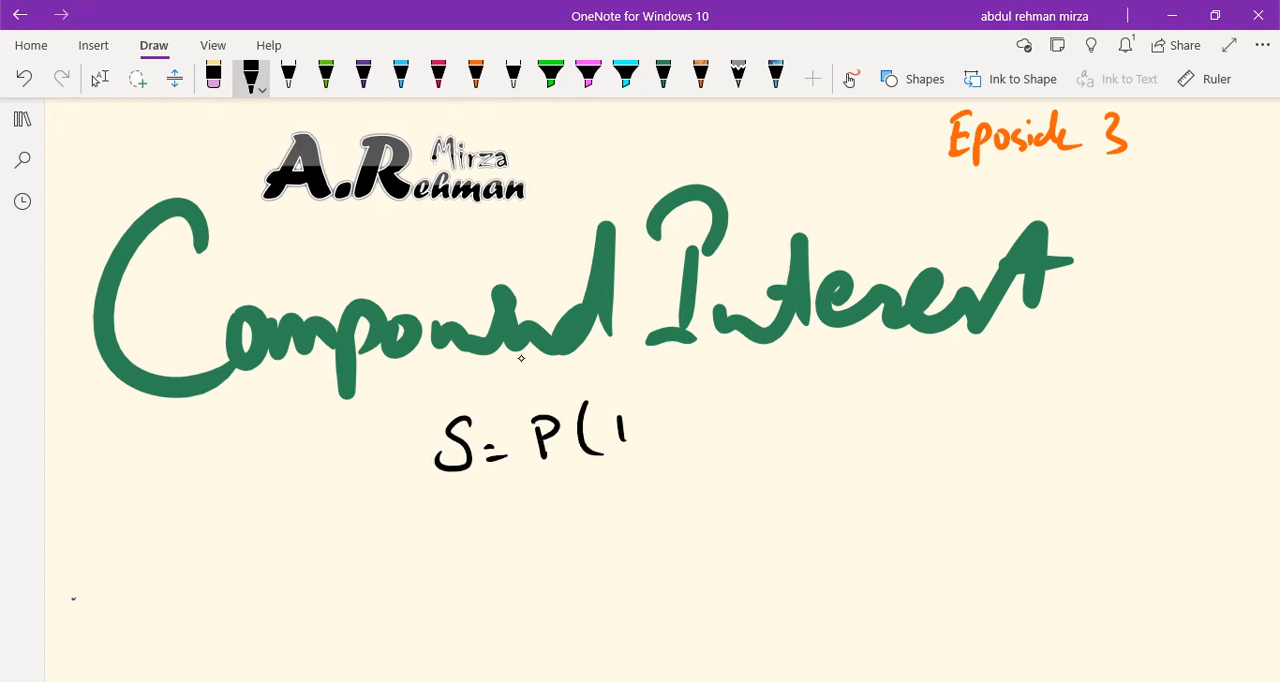 OneNote for Windows 10
abdul rehman mirza
Home Insert Draw View Help
Share
Shapes Ink to Shape Ink to Text Ruler
Eposide 3
A.Rehman Mirza
Compound Interest
S = P ( 1